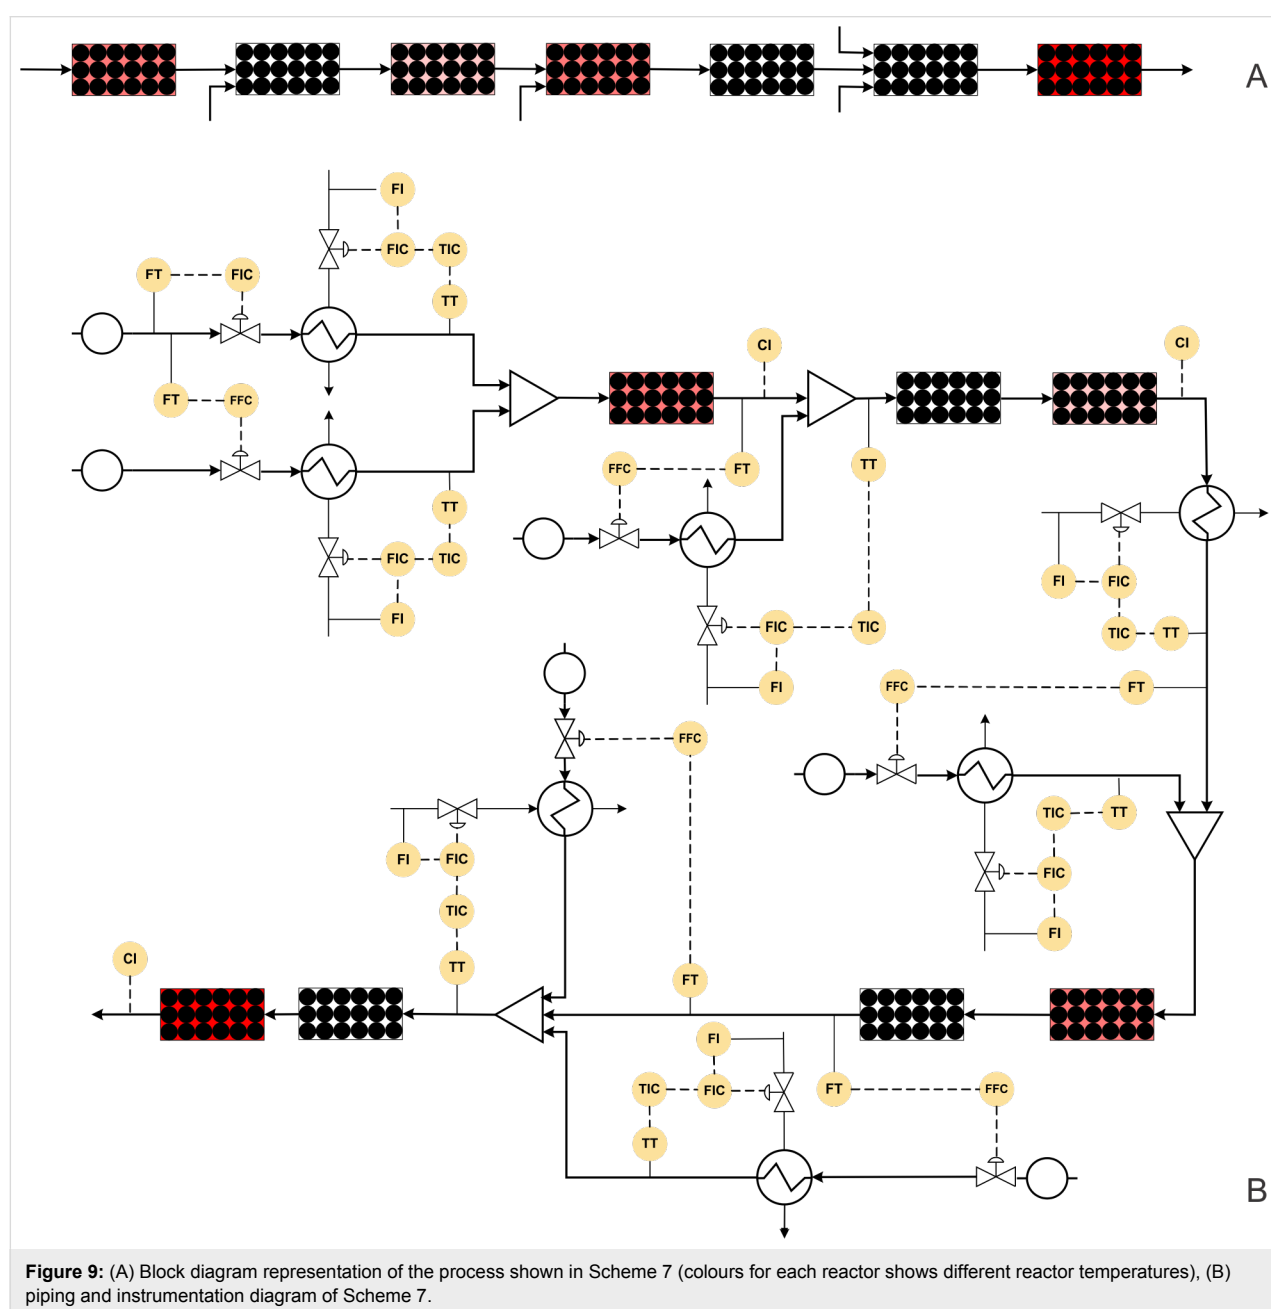 A
FI
FIC
TIC
FT
FIC
TT
CI
CI
FT
FFC
FFC
FT
TT
TT
FIC
TIC
FI
FIC
FI
FIC
TIC
TIC
TT
FI
FFC
FT
FFC
TIC
TT
FI
FIC
FIC
TIC
FI
CI
TT
FT
FI
TIC
FIC
FT
FFC
TT
B
Figure 9: (A) Block diagram representation of the process shown in Scheme 7 (colours for each reactor shows different reactor temperatures), (B)
piping and instrumentation diagram of Scheme 7.